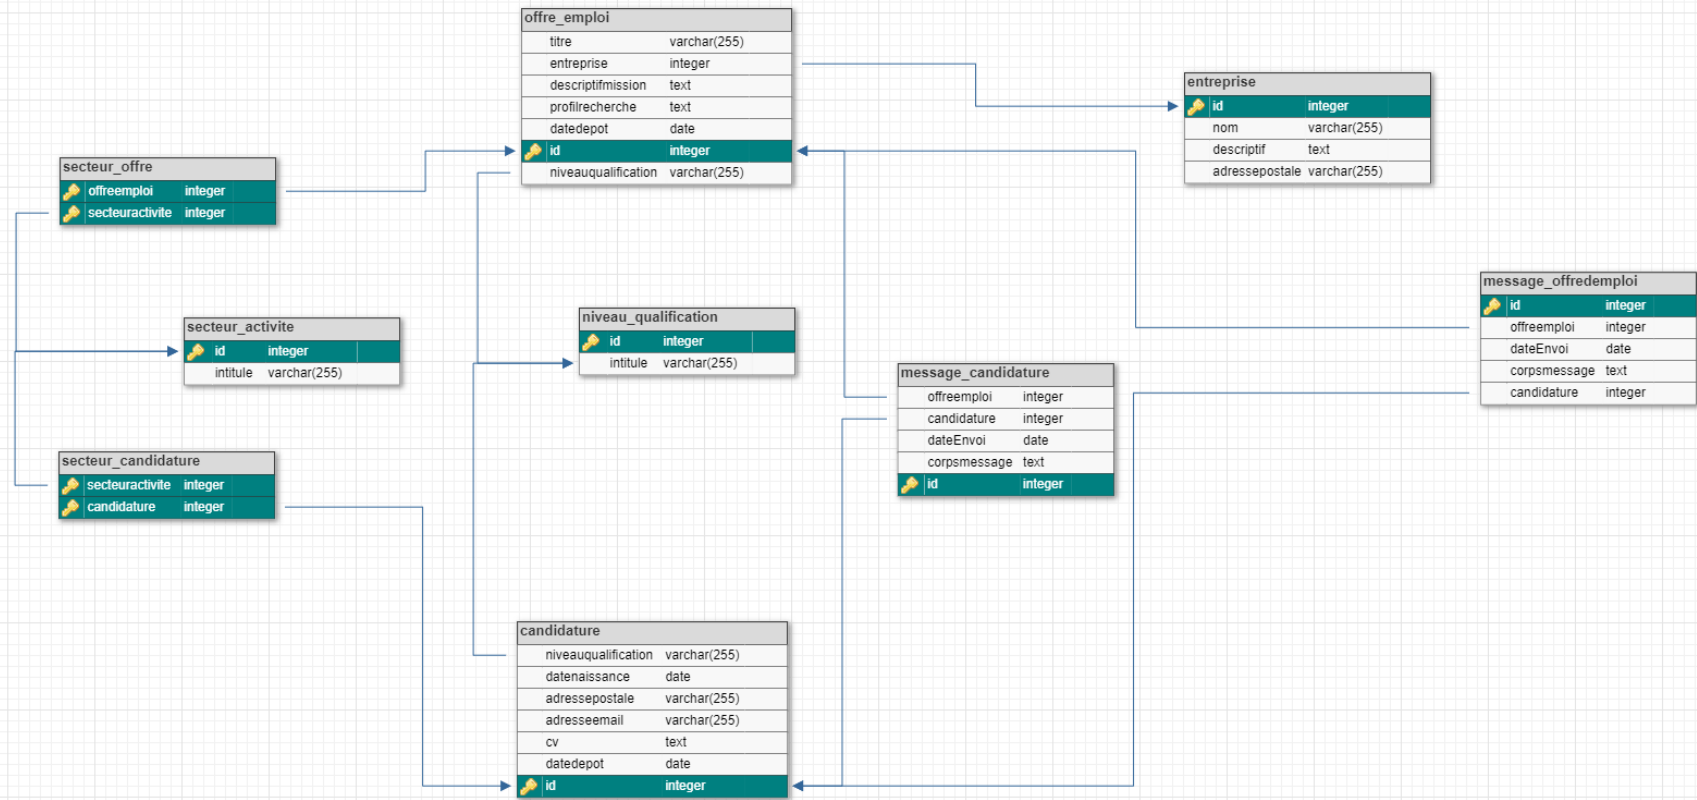 offre_emploi
titre varchar(255)
entreprise integer
descriptifmission text
profilrecherche text
datedepot date
id integer
niveauqualification varchar(255)
entreprise
id integer
nom varchar(255)
descriptif text
adressepostale varchar(255)
secteur_offre
offreemploi integer
secteuractivite integer
message_offredemploi
id integer
offreemploi integer
dateEnvoi date
corpsmessage text
candidature integer
secteur_activite
id integer
intitule varchar(255)
niveau_qualification
id integer
intitule varchar(255)
message_candidature
offreemploi integer
candidature integer
dateEnvoi date
corpsmessage text
id integer
secteur_candidature
secteuractivite integer
candidature integer
candidature
niveauqualification varchar(255)
datenaissance date
adressepostale varchar(255)
adresseemail varchar(255)
cv text
datedepot date
id integer